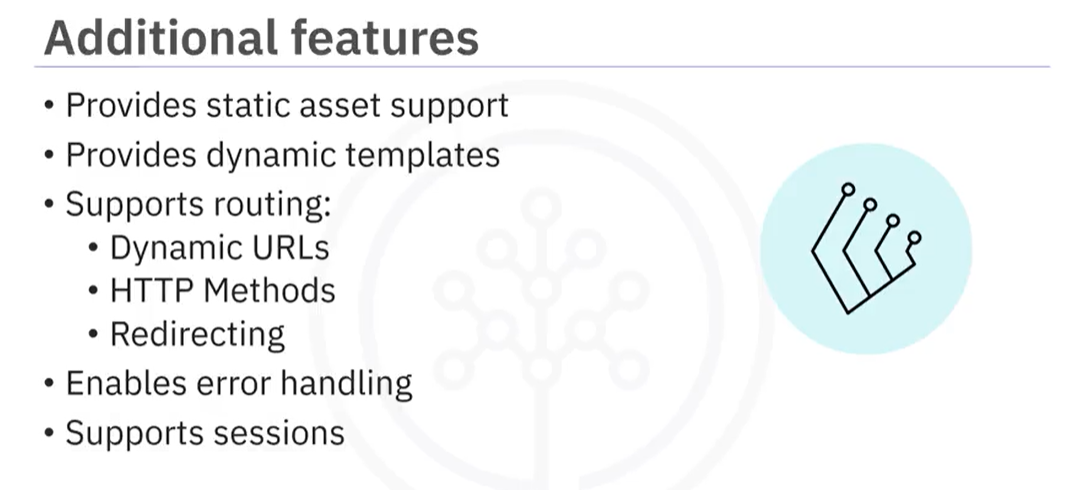 Additional features
• Provides static asset support
• Provides dynamic templates
• Supports routing:
• Dynamic URLs
• HTTP Methods
• Redirecting
• Enables error handling
• Supports sessions